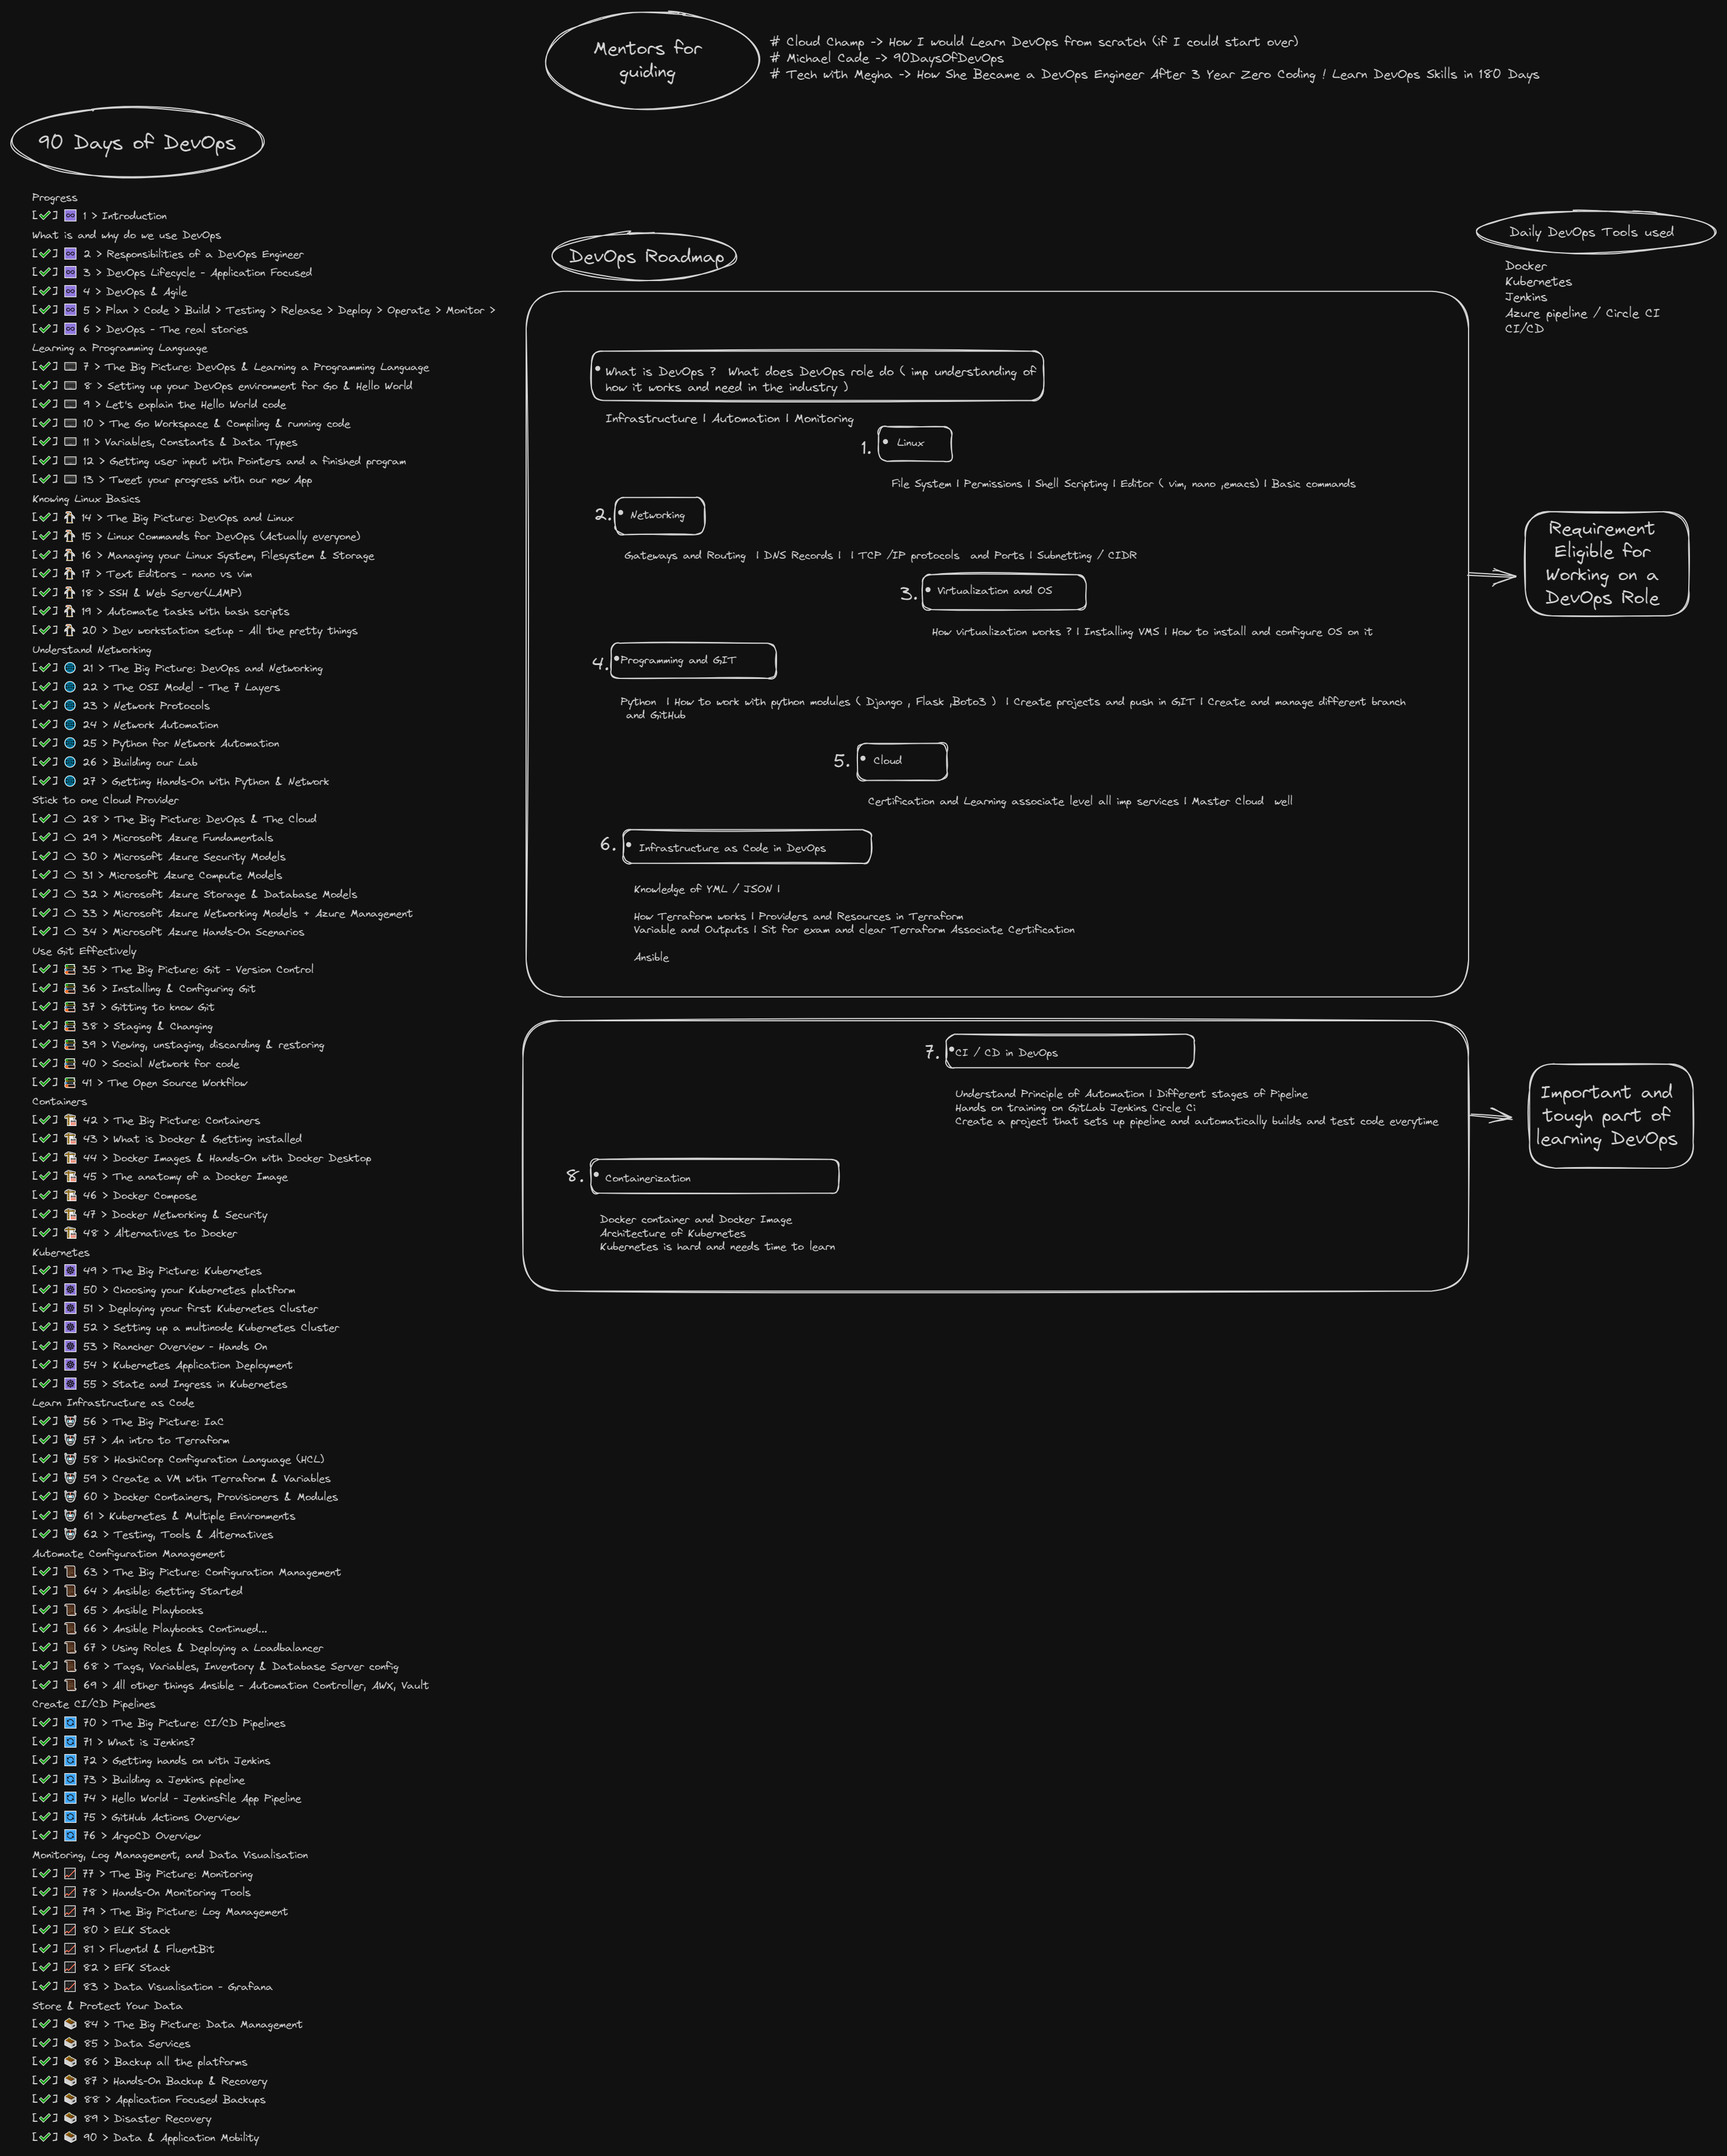 Mentors for
guiding
# Cloud Champ -> How I would Learn DevOps from scratch (if I could start over)
# Michael Cade -> 90DaysOfDevOps
# Tech with Megha -> How She Became a DevOps Engineer After 3 Year Zero Coding ! Learn DevOps Skills in 180 Days
90 Days of DevOps
Progress
[✔] ♾ 1 > Introduction
What is and why do we use DevOps
[✔] ♾ 2 > Responsibilities of a DevOps Engineer
[✔] ♾ 3 > DevOps Lifecycle - Application Focused
[✔] ♾ 4 > DevOps & Agile
[✔] ♾ 5 > Plan > Code > Build > Testing > Release > Deploy > Operate > Monitor >
[✔] ♾ 6 > DevOps - The real stories
Learning a Programming Language
[✔] 7 > The Big Picture: DevOps & Learning a Programming Language
[✔] 8 > Setting up your DevOps environment for Go & Hello World
[✔] 9 > Let's explain the Hello World code
[✔] 10 > The Go Workspace & Compiling & running code
[✔] 11 > Variables, Constants & Data Types
[✔] 12 > Getting user input with Pointers and a finished program
[✔] 13 > Tweet your progress with our new App
Knowing Linux Basics
[✔] 14 > The Big Picture: DevOps and Linux
[✔] 15 > Linux Commands for DevOps (Actually everyone)
[✔] 16 > Managing your Linux System, Filesystem & Storage
[✔] 17 > Text Editors - nano vs vim
[✔] 18 > SSH & Web Server(LAMP)
[✔] 19 > Automate tasks with bash scripts
[✔] 20 > Dev workstation setup - All the pretty things
Understand Networking
[✔] 21 > The Big Picture: DevOps and Networking
[✔] 22 > The OSI Model - The 7 Layers
[✔] 23 > Network Protocols
[✔] 24 > Network Automation
[✔] 25 > Python for Network Automation
[✔] 26 > Building our Lab
[✔] 27 > Getting Hands-On with Python & Network
Stick to one Cloud Provider
[✔] 28 > The Big Picture: DevOps & The Cloud
[✔] 29 > Microsoft Azure Fundamentals
[✔] 30 > Microsoft Azure Security Models
[✔] 31 > Microsoft Azure Compute Models
[✔] 32 > Microsoft Azure Storage & Database Models
[✔] 33 > Microsoft Azure Networking Models + Azure Management
[✔] 34 > Microsoft Azure Hands-On Scenarios
Use Git Effectively
[✔] 35 > The Big Picture: Git - Version Control
[✔] 36 > Installing & Configuring Git
[✔] 37 > Gitting to know Git
[✔] 38 > Staging & Changing
[✔] 39 > Viewing, unstaging, discarding & restoring
[✔] 40 > Social Network for code
[✔] 41 > The Open Source Workflow
Containers
[✔] 42 > The Big Picture: Containers
[✔] 43 > What is Docker & Getting installed
[✔] 44 > Docker Images & Hands-On with Docker Desktop
[✔] 45 > The anatomy of a Docker Image
[✔] 46 > Docker Compose
[✔] 47 > Docker Networking & Security
[✔] 48 > Alternatives to Docker
Kubernetes
[✔] 49 > The Big Picture: Kubernetes
[✔] 50 > Choosing your Kubernetes platform
[✔] 51 > Deploying your first Kubernetes Cluster
[✔] 52 > Setting up a multinode Kubernetes Cluster
[✔] 53 > Rancher Overview - Hands On
[✔] 54 > Kubernetes Application Deployment
[✔] 55 > State and Ingress in Kubernetes
Learn Infrastructure as Code
[✔] 56 > The Big Picture: IaC
[✔] 57 > An intro to Terraform
[✔] 58 > HashiCorp Configuration Language (HCL)
[✔] 59 > Create a VM with Terraform & Variables
[✔] 60 > Docker Containers, Provisioners & Modules
[✔] 61 > Kubernetes & Multiple Environments
[✔] 62 > Testing, Tools & Alternatives
Automate Configuration Management
[✔] 63 > The Big Picture: Configuration Management
[✔] 64 > Ansible: Getting Started
[✔] 65 > Ansible Playbooks
[✔] 66 > Ansible Playbooks Continued...
[✔] 67 > Using Roles & Deploying a Loadbalancer
[✔] 68 > Tags, Variables, Inventory & Database Server config
[✔] 69 > All other things Ansible - Automation Controller, AWX, Vault
Create CI/CD Pipelines
[✔] 70 > The Big Picture: CI/CD Pipelines
[✔] 71 > What is Jenkins?
[✔] 72 > Getting hands on with Jenkins
[✔] 73 > Building a Jenkins pipeline
[✔] 74 > Hello World - Jenkinsfile App Pipeline
[✔] 75 > GitHub Actions Overview
[✔] 76 > ArgoCD Overview
Monitoring, Log Management, and Data Visualisation
[✔] 77 > The Big Picture: Monitoring
[✔] 78 > Hands-On Monitoring Tools
[✔] 79 > The Big Picture: Log Management
[✔] 80 > ELK Stack
[✔] 81 > Fluentd & FluentBit
[✔] 82 > EFK Stack
[✔] 83 > Data Visualisation - Grafana
Store & Protect Your Data
[✔] 84 > The Big Picture: Data Management
[✔] 85 > Data Services
[✔] 86 > Backup all the platforms
[✔] 87 > Hands-On Backup & Recovery
[✔] 88 > Application Focused Backups
[✔] 89 > Disaster Recovery
[✔] 90 > Data & Application Mobility
DevOps Roadmap
• What is DevOps ? What does DevOps role do ( imp understanding of
how it works and need in the industry )
Infrastructure | Automation | Monitoring
1. • Linux
File System | Permissions | Shell Scripting | Editor ( vim, nano ,emacs) | Basic commands
2. • Networking
Gateways and Routing | DNS Records | | TCP /IP protocols and Ports | Subnetting / CIDR
3. • Virtualization and OS
How virtualization works ? | Installing VMS | How to install and configure OS on it
4. • Programming and GIT
Python | How to work with python modules ( Django , Flask ,Boto3 ) | Create projects and push in GIT | Create and manage different branch
and GitHub
5. • Cloud
Certification and Learning associate level all imp services | Master Cloud well
6. • Infrastructure as Code in DevOps
Knowledge of YML / JSON |
How Terraform works | Providers and Resources in Terraform
Variable and Outputs | Sit for exam and clear Terraform Associate Certification
Ansible
7. • CI / CD in DevOps
Understand Principle of Automation | Different stages of Pipeline
Hands on training on GitLab Jenkins Circle Ci
Create a project that sets up pipeline and automatically builds and test code everytime
8. • Containerization
Docker container and Docker Image
Architecture of Kubernetes
Kubernetes is hard and needs time to learn
Daily DevOps Tools used
Docker
Kubernetes
Jenkins
Azure pipeline / Circle CI
CI/CD
Requirement
Eligible for
Working on a
DevOps Role
Important and
tough part of
learning DevOps